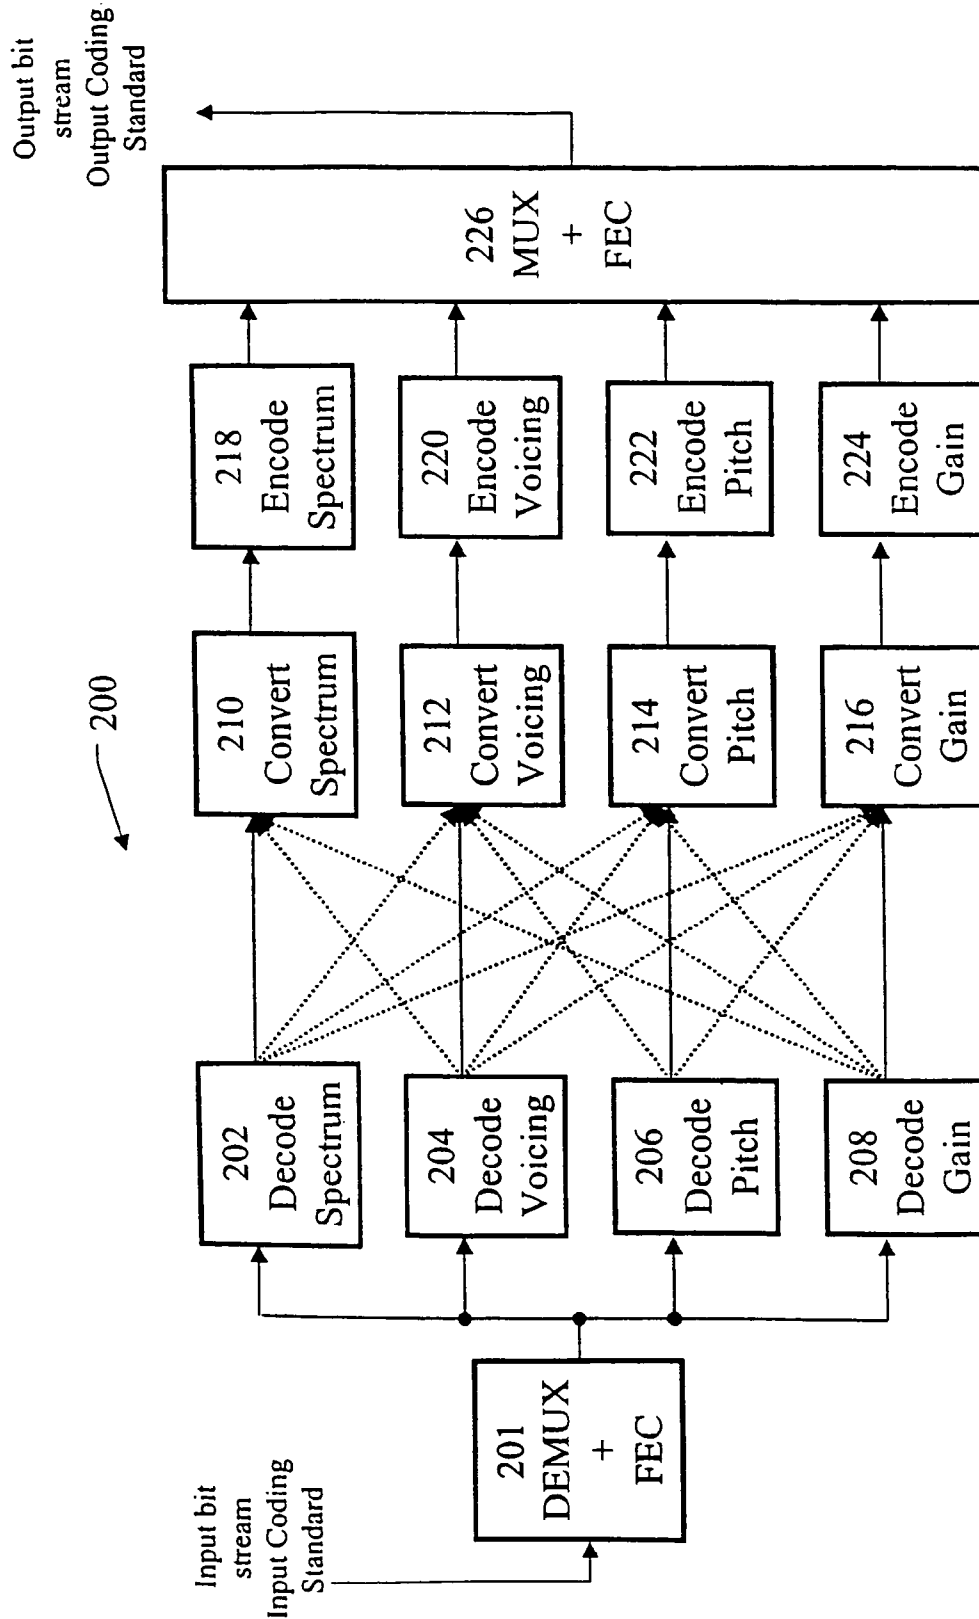 200
Input bit
stream
Input Coding
Standard
201
DEMUX
+
FEC
202
Decode
Spectrum
204
Decode
Voicing
206
Decode
Pitch
208
Decode
Gain
210
Convert
Spectrum
212
Convert
Voicing
214
Convert
Pitch
216
Convert
Gain
218
Encode
Spectrum
220
Encode
Voicing
222
Encode
Pitch
224
Encode
Gain
226
MUX
+
FEC
Output bit
stream
Output Coding
Standard